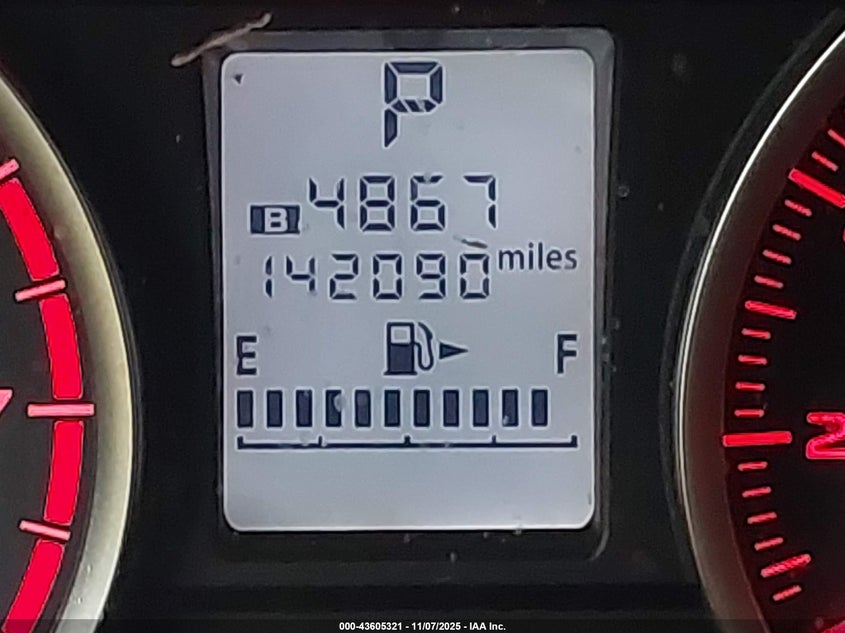 P
B 4867
142090 miles
E F
000-43605321 - 11/07/2025 - IAA Inc.